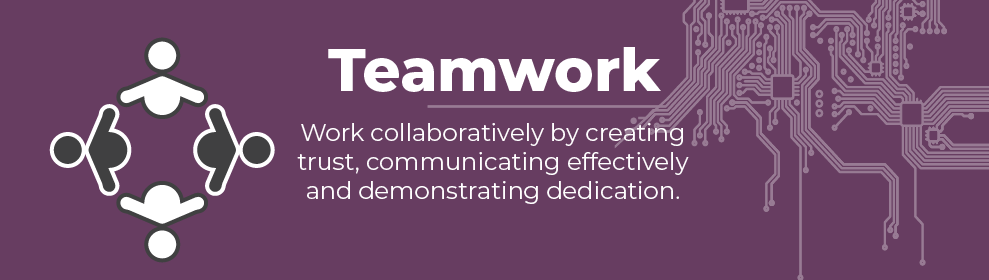 Teamwork
Work collaboratively by creating
trust, communicating effectively
and demonstrating dedication.